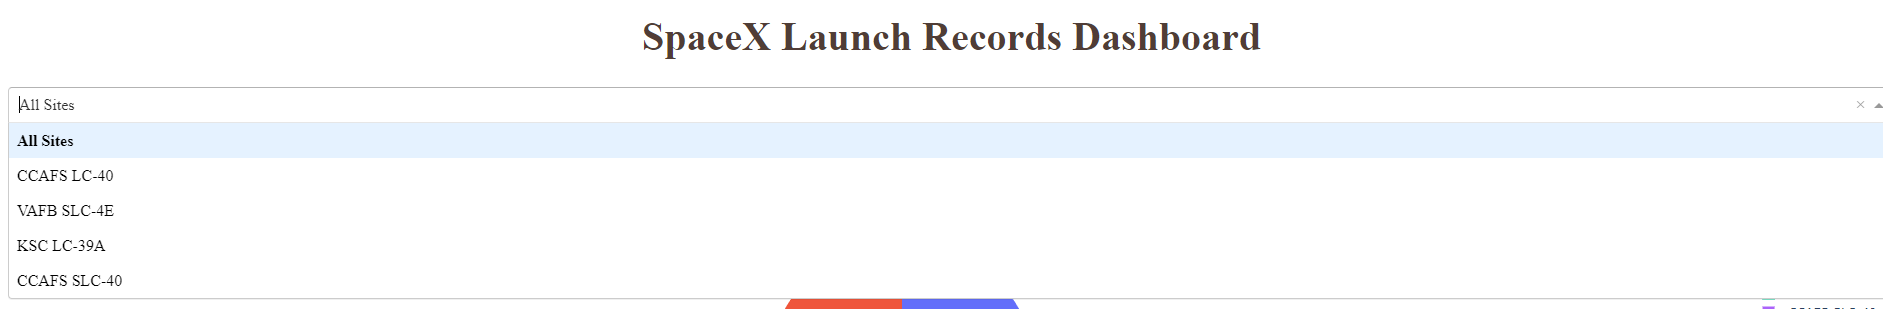 SpaceX Launch Records Dashboard
All Sites
×
All Sites
CCAFS LC-40
VAFB SLC-4E
KSC LC-39A
CCAFS SLC-40